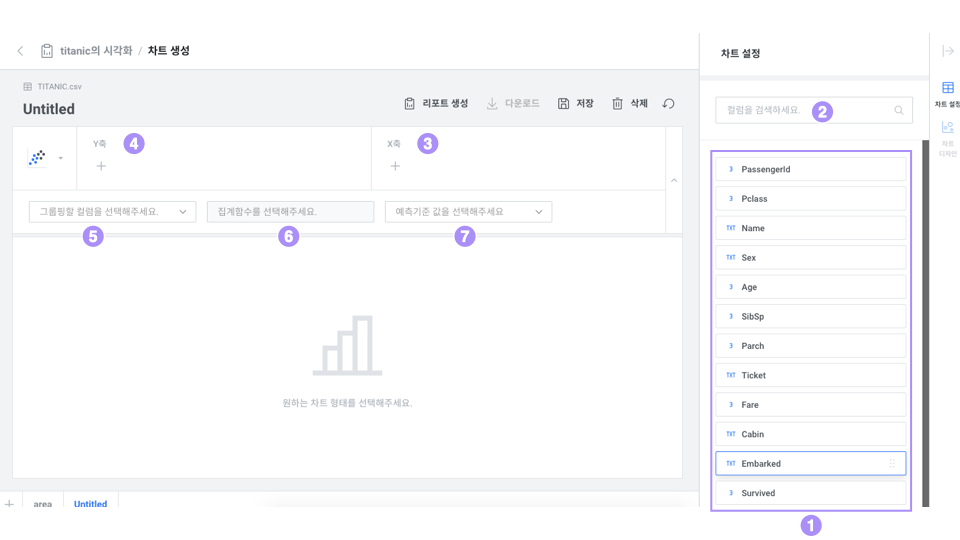 titanic의 시각화 / 차트 생성
TITANIC.csv
Untitled
리포트 생성
다운로드
저장
삭제
Y축
4
X축
3
그룹핑할 컬럼을 선택해주세요.
집계함수를 선택해주세요.
예측기준 값을 선택해주세요
5
6
7
원하는 차트 형태를 선택해주세요.
area
Untitled
차트 설정
컬럼을 검색하세요.
2
3 PassengerId
3 Pclass
TXT Name
TXT Sex
3 Age
3 SibSp
3 Parch
TXT Ticket
3 Fare
TXT Cabin
TXT Embarked
3 Survived
1
차트 설정
차트
디자인